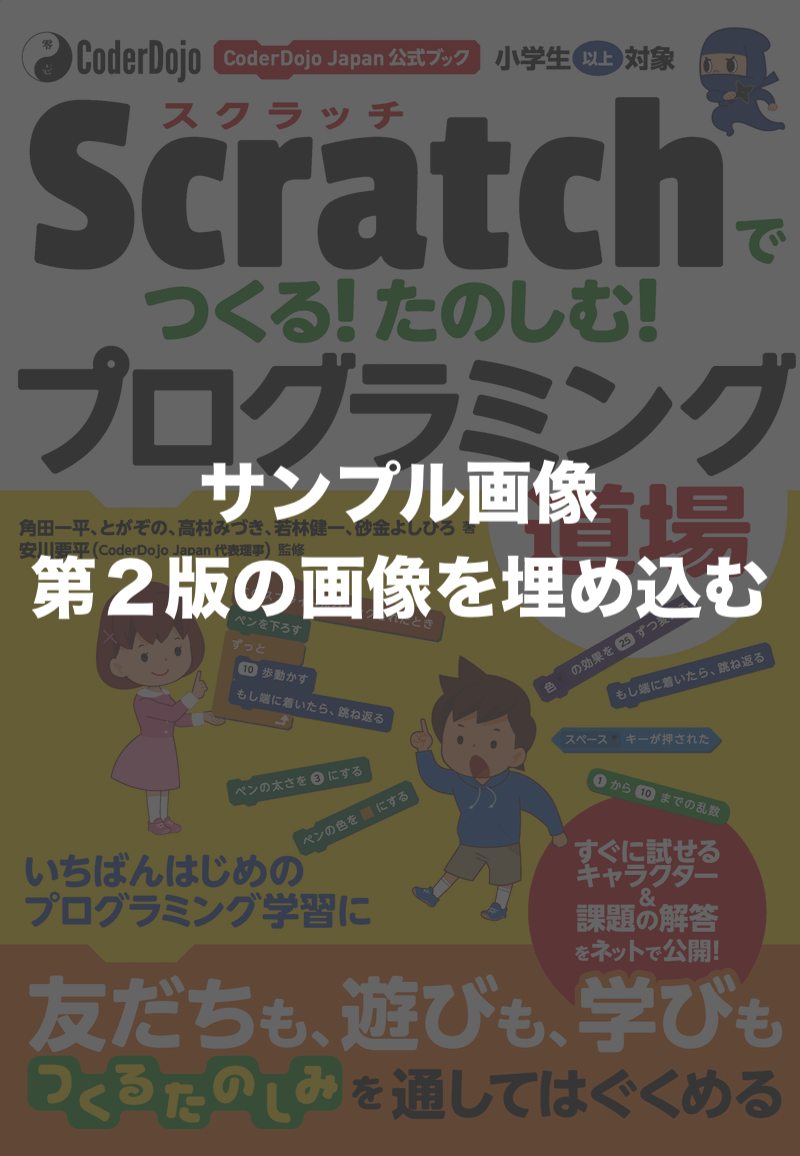 零
壱
CoderDojo
CoderDojo Japan 公式ブック
小学生 以上 対象
スクラッチ
Scratchで
つくる!たのしむ!
プログラミング
道場
サンプル画像
第2版の画像を埋め込む
角田一平、とがぞの、高村みづき、若林健一、砂金よしひろ 著
安川要平(CoderDojo Japan 代表理事) 監修
ペンを下ろす
ずっと
10 歩動かす
もし端に着いたら、跳ね返る
色 の効果を 25 ずつ
もし端に着いたら、跳ね返る
スペース キーが押された
ペンの太さを 3 にする
ペンの色を にする
1 から 10 までの乱数
いちばんはじめの
プログラミング学習に
すぐに試せる
キャラクター
&
課題の解答
をネットで公開!
友だちも、遊びも、学びも
つくるたのしみを通してはぐくめる